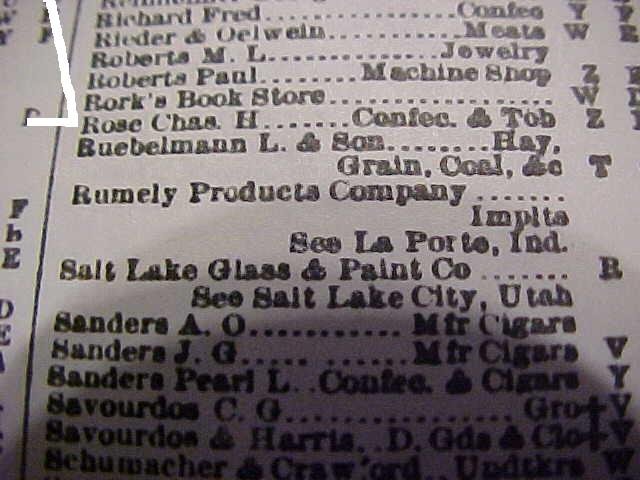 Richard Fred Confec Y
Rieder & Oelwein Meats W
Roberts M. L. Jewelry
Roberts Paul Machine Shop Z
Rork's Book Store W
Rose Chas. H Confec. & Tob Z
Ruebelmann L. & Son Hay,
Grain, Coal, &c T
Rumely Products Company
Implts
See La Porte, Ind.
Salt Lake Glass & Paint Co R
See Salt Lake City, Utah
Sanders A. O Mfr Cigars
Sanders J. G Mfr Cigars V
Sanders Pearl L. Confec. & Cigars Y
Savourdos C. G Gro†V
Savourdos & Harris. D. Gds & Clo†V
Schumacher & Crawford Undtkrs W